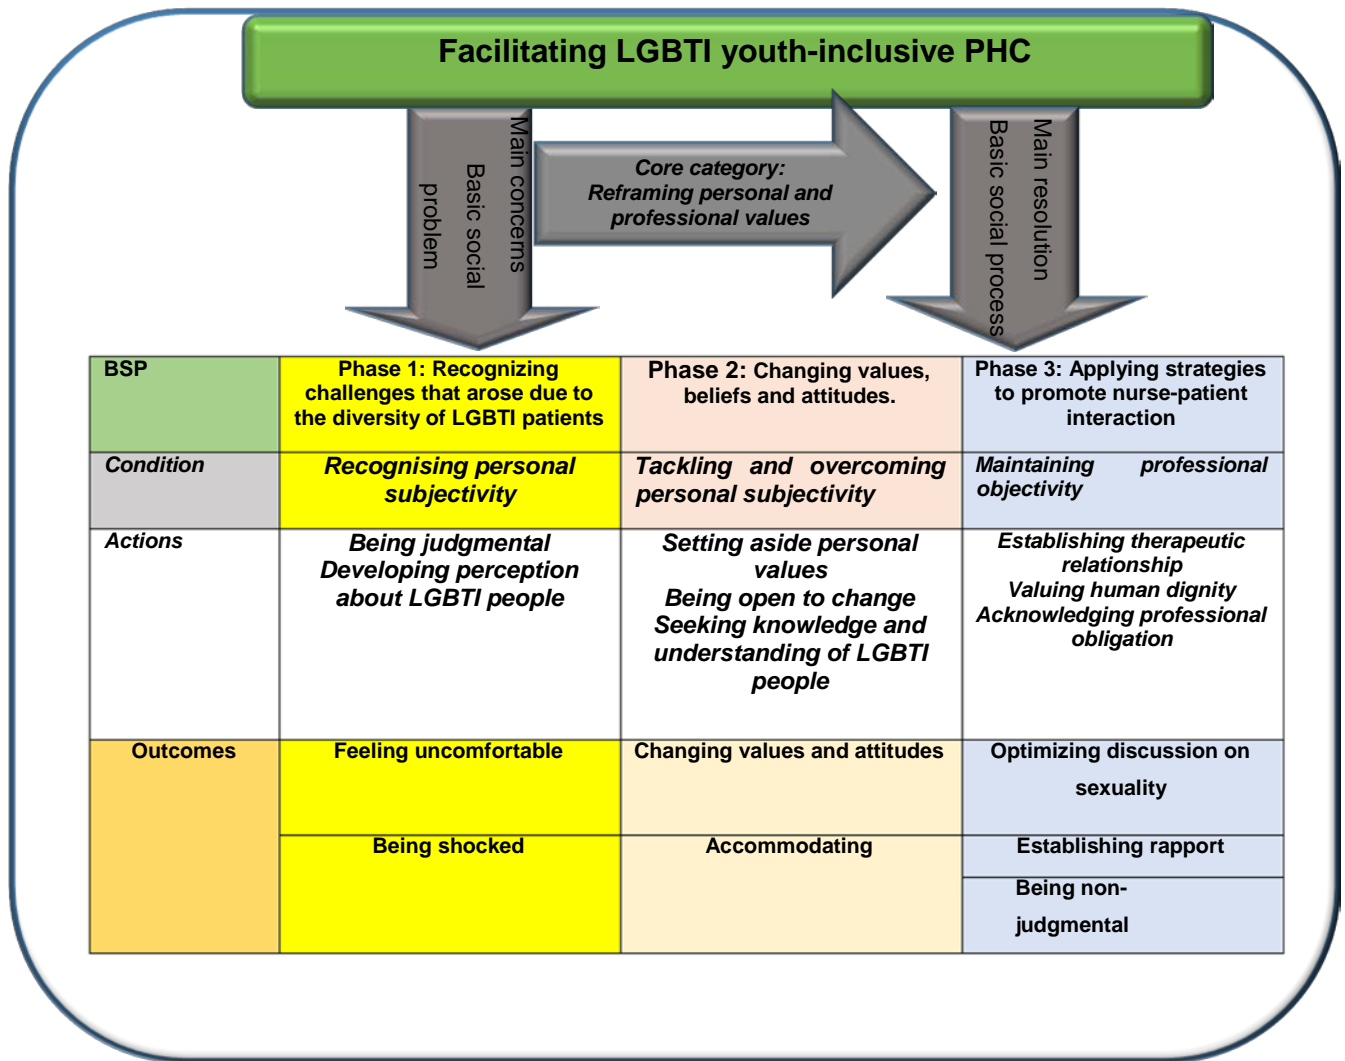 Facilitating LGBTI youth-inclusive PHC
Main concerns
Basic social
problem
Core category:
Reframing personal and
professional values
Main resolution
Basic social process
BSP
Phase 1: Recognizing
challenges that arose due to
the diversity of LGBTI patients
Phase 2: Changing values,
beliefs and attitudes.
Phase 3: Applying strategies
to promote nurse-patient
interaction
Condition
Recognising personal
subjectivity
Tackling and overcoming
personal subjectivity
Maintaining professional
objectivity
Actions
Being judgmental
Developing perception
about LGBTI people
Setting aside personal
values
Being open to change
Seeking knowledge and
understanding of LGBTI
people
Establishing therapeutic
relationship
Valuing human dignity
Acknowledging professional
obligation
Outcomes
Feeling uncomfortable
Changing values and attitudes
Optimizing discussion on
sexuality
Being shocked
Accommodating
Establishing rapport
Being non-
judgmental